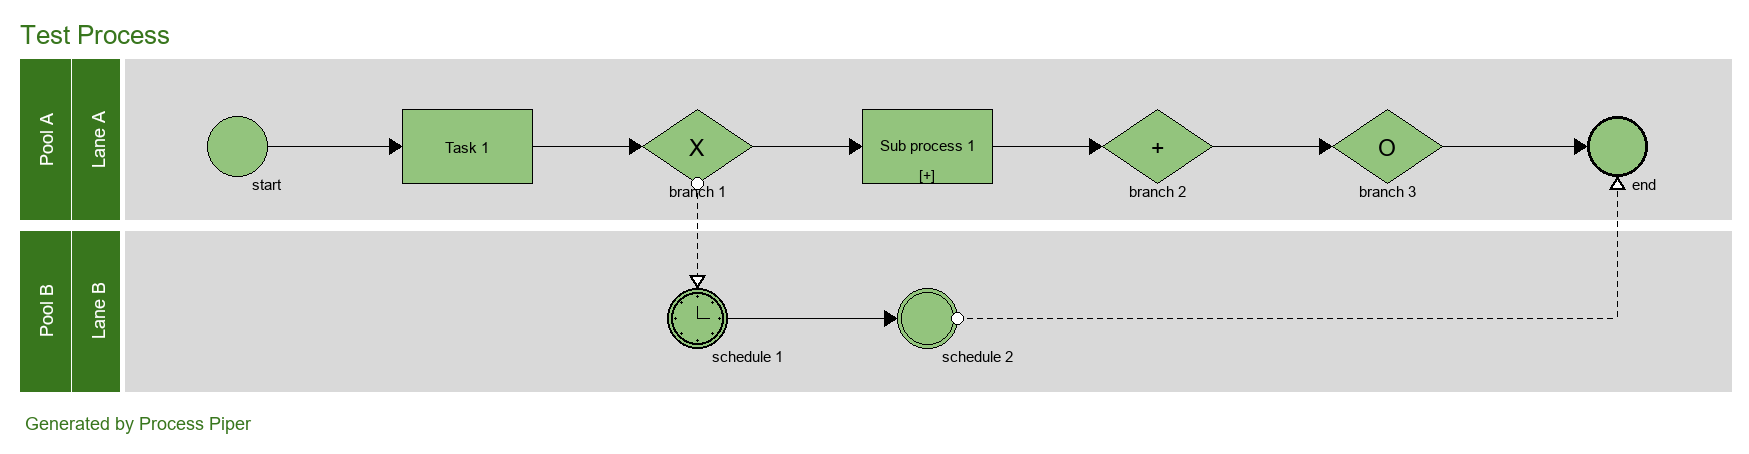 Test Process
Pool A
Lane A
start
Task 1
X
branch 1
Sub process 1
[+]
+
branch 2
O
branch 3
end
Pool B
Lane B
schedule 1
schedule 2
Generated by Process Piper